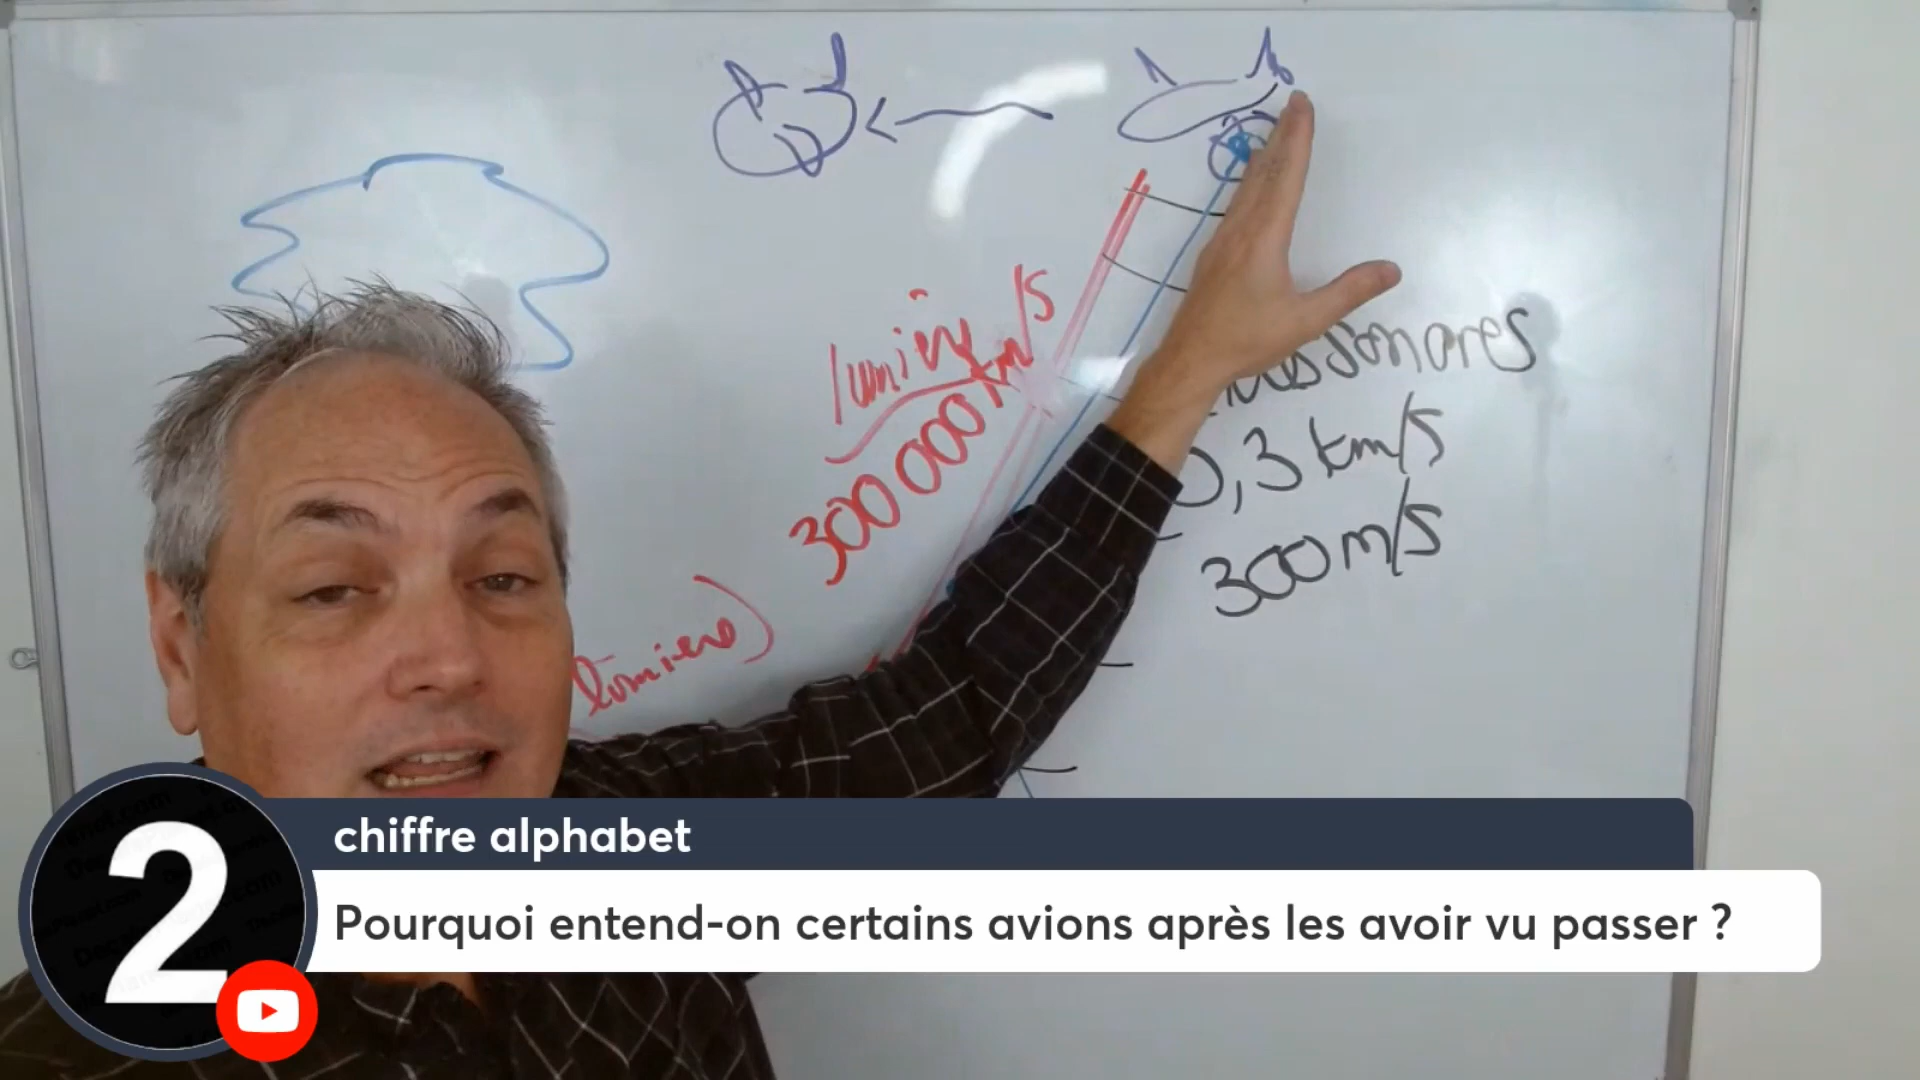 lumière
300 000 km/s
sonores
0,3 km/s
300 m/s
lumière)
2
chiffre alphabet
Pourquoi entend-on certains avions après les avoir vu passer ?